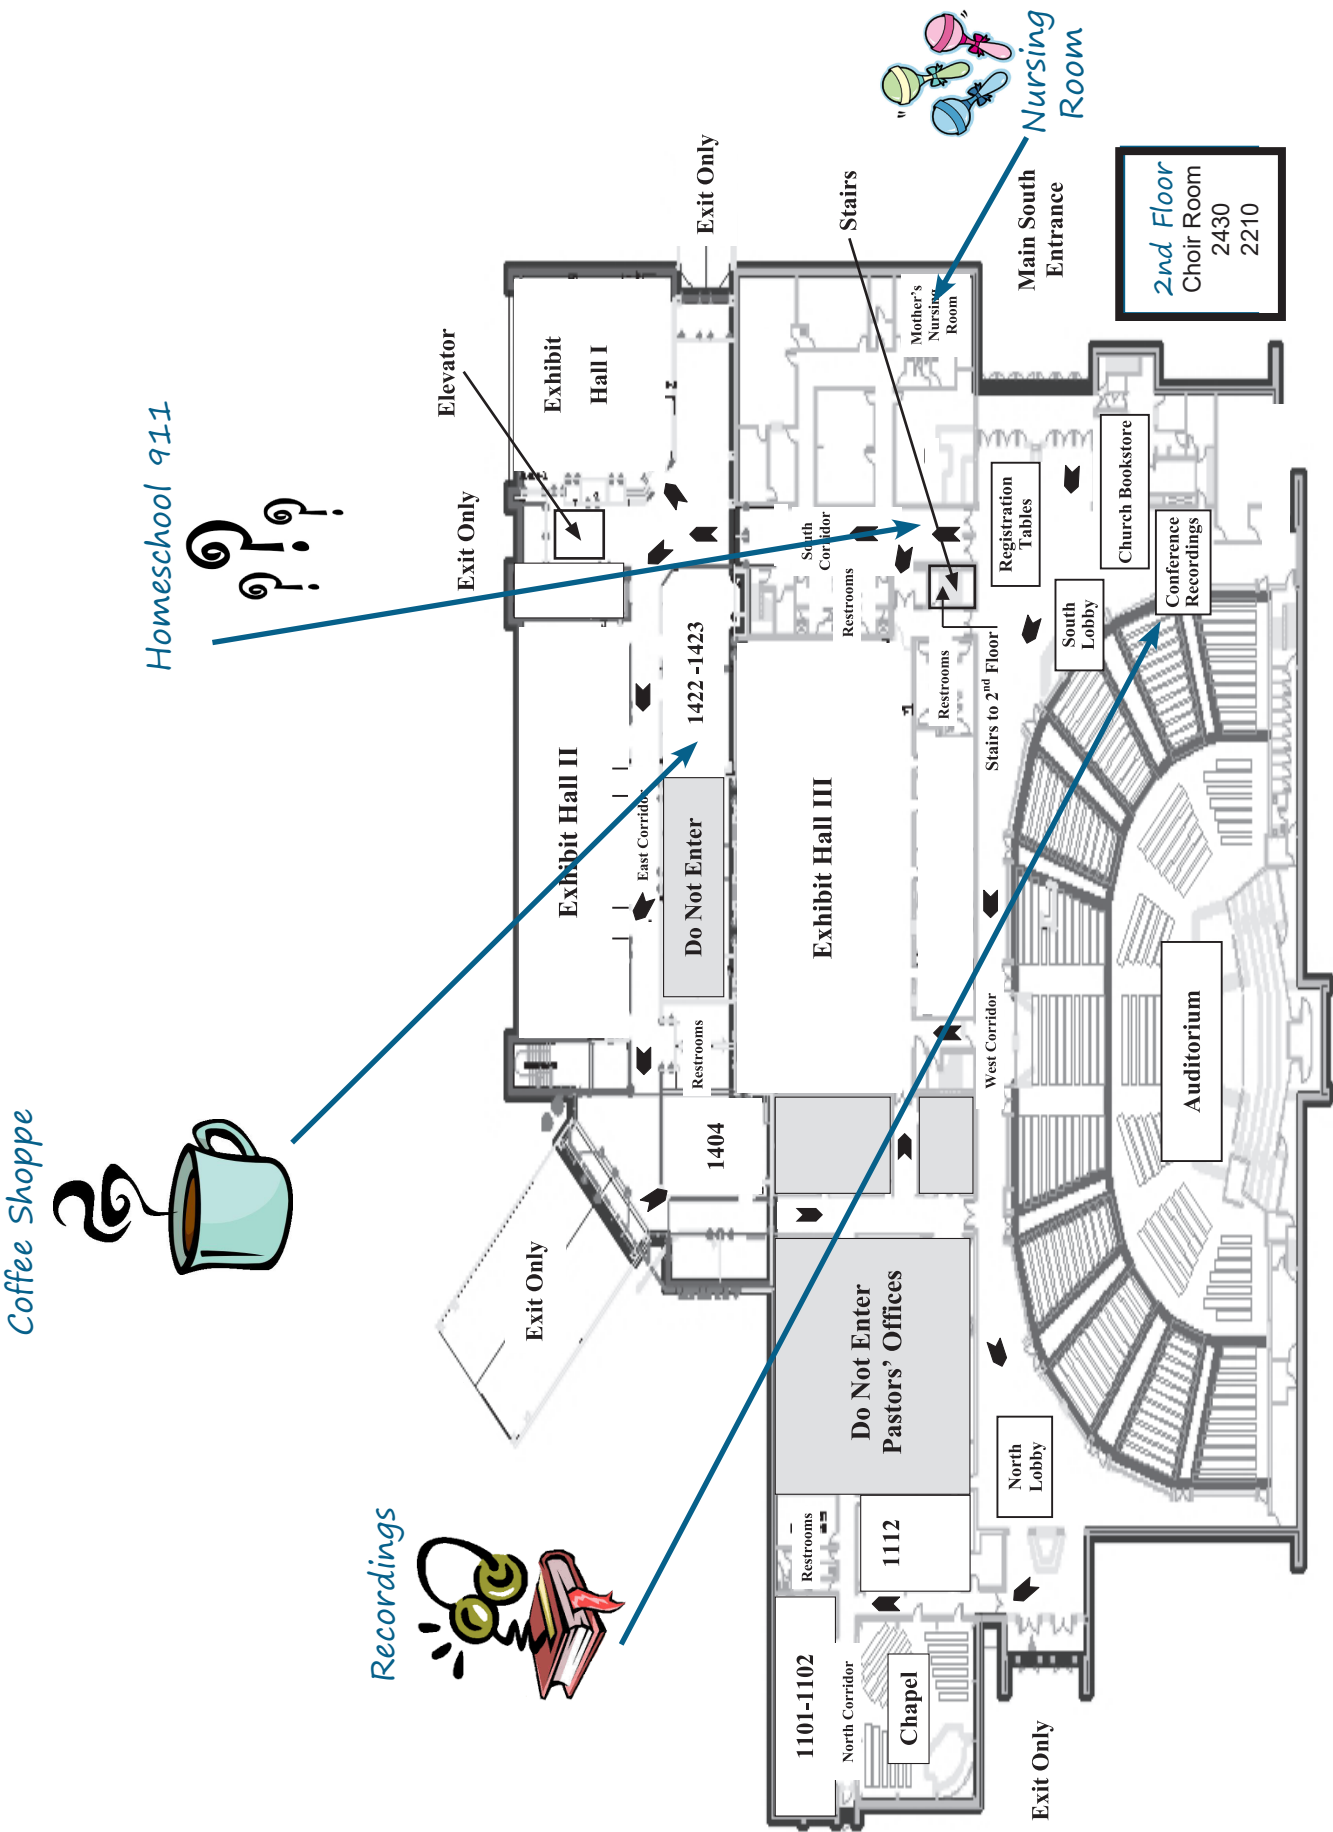 Coffee Shoppe
Homeschool 911
Recordings
Nursing
Room
"
"
Exit Only
Exit Only
Elevator
Exhibit
Hall I
Exit Only
Stairs
Main South
Entrance
2nd Floor
Choir Room
2430
2210
Exhibit Hall II
East Corridor
1422 -1423
Do Not Enter
Restrooms
1404
South
Corridor
Restrooms
Mother's
Nursing
Room
Exhibit Hall III
Restrooms
Stairs to 2nd Floor
Registration
Tables
Church Bookstore
South
Lobby
Conference
Recordings
West Corridor
Auditorium
Do Not Enter
Pastors' Offices
North
Lobby
Restrooms
1112
1101-1102
North Corridor
Chapel
Exit Only